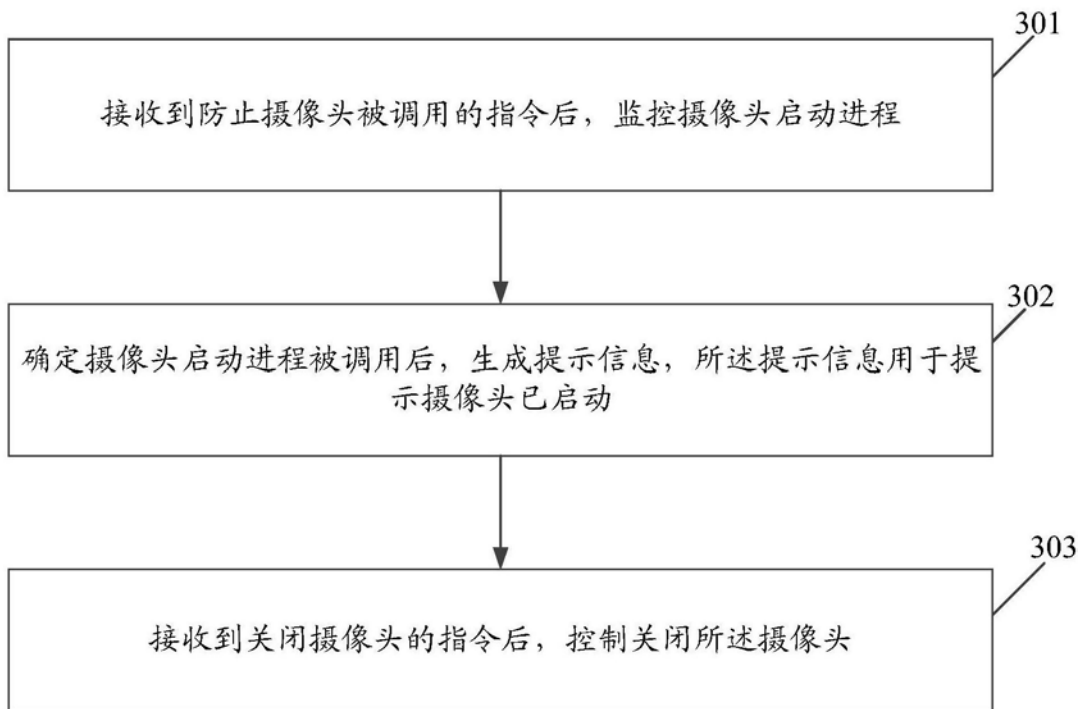 301
接收到防止摄像头被调用的指令后，监控摄像头启动进程
302
确定摄像头启动进程被调用后，生成提示信息，所述提示信息用于提
示摄像头已启动
303
接收到关闭摄像头的指令后，控制关闭所述摄像头